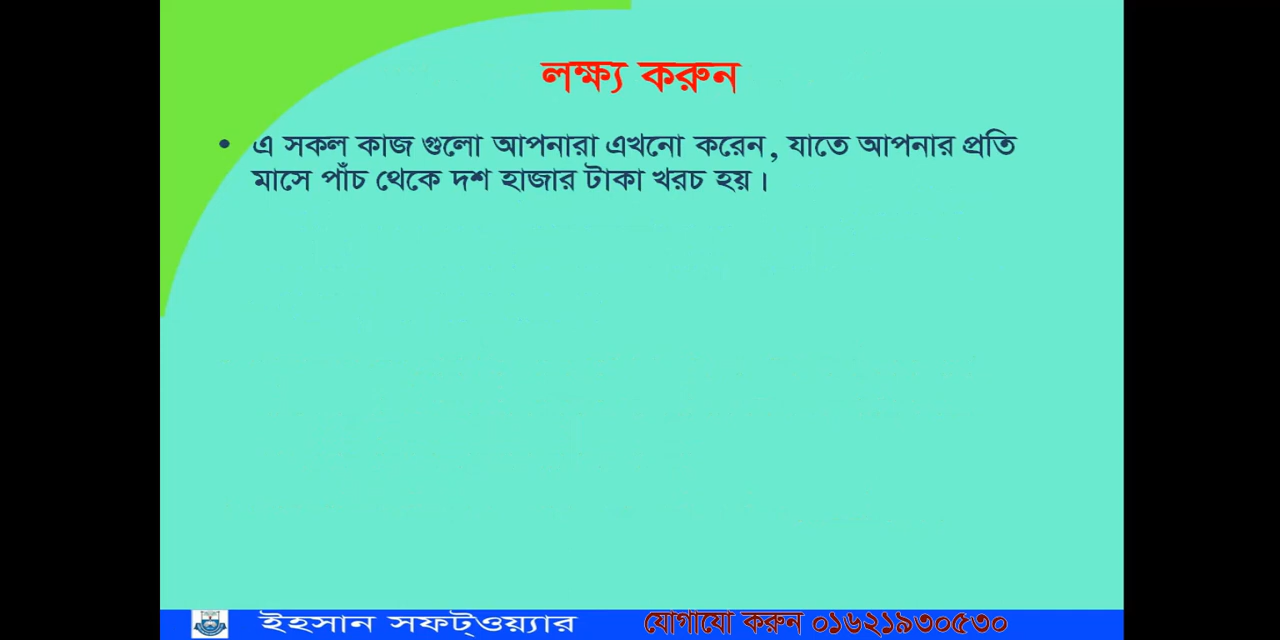 লক্ষ্য করুন
• এ সকল কাজ গুলো আপনারা এখনো করেন, যাতে আপনার প্রতি
মাসে পাঁচ থেকে দশ হাজার টাকা খরচ হয়।
ইহসান সফট্ওয়্যার যোগাযো করুন ০১৬২১৯৩০৫৩০